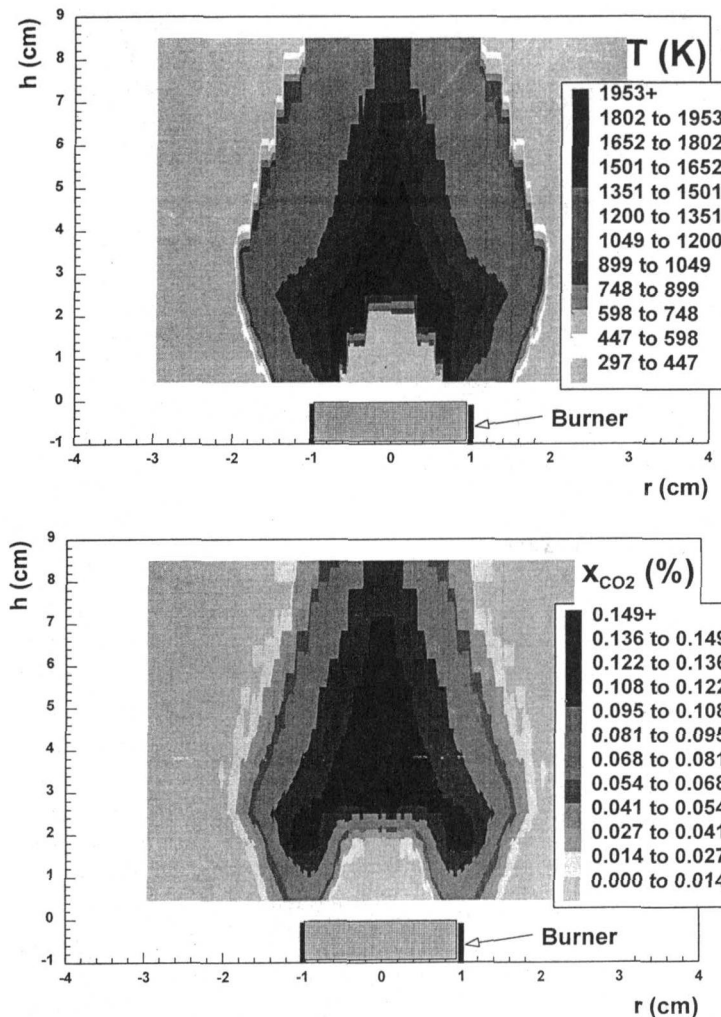 h (cm)
9
8
7
6
5
4
3
2
1
0
-1
T (K)
1953+
1802 to 1953
1652 to 1802
1501 to 1652
1351 to 1501
1200 to 1351
1049 to 1200
899 to 1049
748 to 899
598 to 748
447 to 598
297 to 447
Burner
-4 -3 -2 -1 0 1 2 3 4
r (cm)
h (cm)
9
8
7
6
5
4
3
2
1
0
-1
x_CO2 (%)
0.149+
0.136 to 0.149
0.122 to 0.136
0.108 to 0.122
0.095 to 0.108
0.081 to 0.095
0.068 to 0.081
0.054 to 0.068
0.041 to 0.054
0.027 to 0.041
0.014 to 0.027
0.000 to 0.014
Burner
-4 -3 -2 -1 0 1 2 3 4
r (cm)